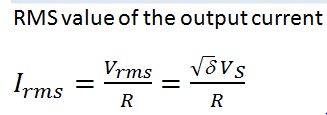 RMS value of the output current
I_rms = V_rms / R = √δ V_S / R